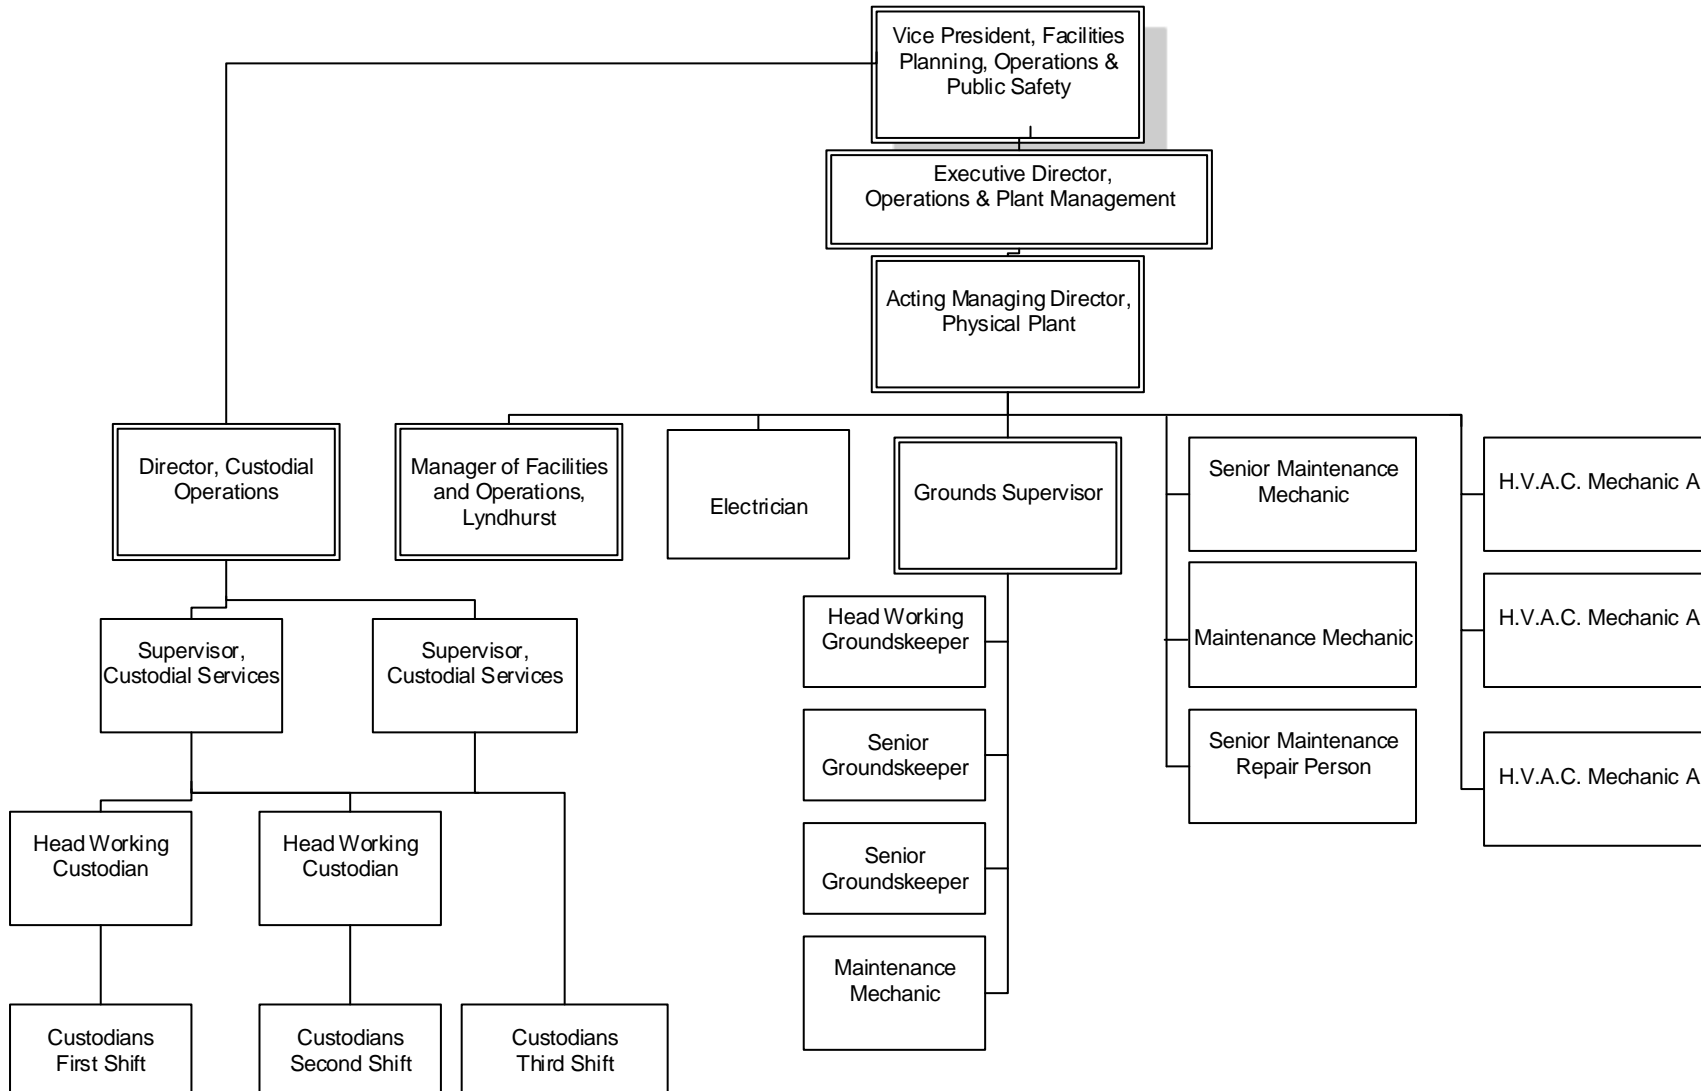 Vice President, Facilities
Planning, Operations &
Public Safety
Executive Director,
Operations & Plant Management
Acting Managing Director,
Physical Plant
Director, Custodial
Operations
Manager of Facilities
and Operations,
Lyndhurst
Electrician
Grounds Supervisor
Senior Maintenance
Mechanic
H.V.A.C. Mechanic A
Supervisor,
Custodial Services
Supervisor,
Custodial Services
Head Working
Groundskeeper
Maintenance Mechanic
H.V.A.C. Mechanic A
Senior
Groundskeeper
Senior Maintenance
Repair Person
H.V.A.C. Mechanic A
Head Working
Custodian
Head Working
Custodian
Senior
Groundskeeper
Maintenance
Mechanic
Custodians
First Shift
Custodians
Second Shift
Custodians
Third Shift